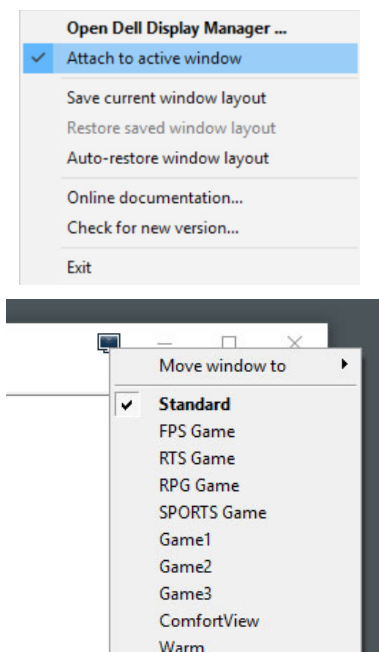 Open Dell Display Manager ...
Attach to active window
Save current window layout
Restore saved window layout
Auto-restore window layout
Online documentation...
Check for new version...
Exit
Move window to
Standard
FPS Game
RTS Game
RPG Game
SPORTS Game
Game1
Game2
Game3
ComfortView
Warm